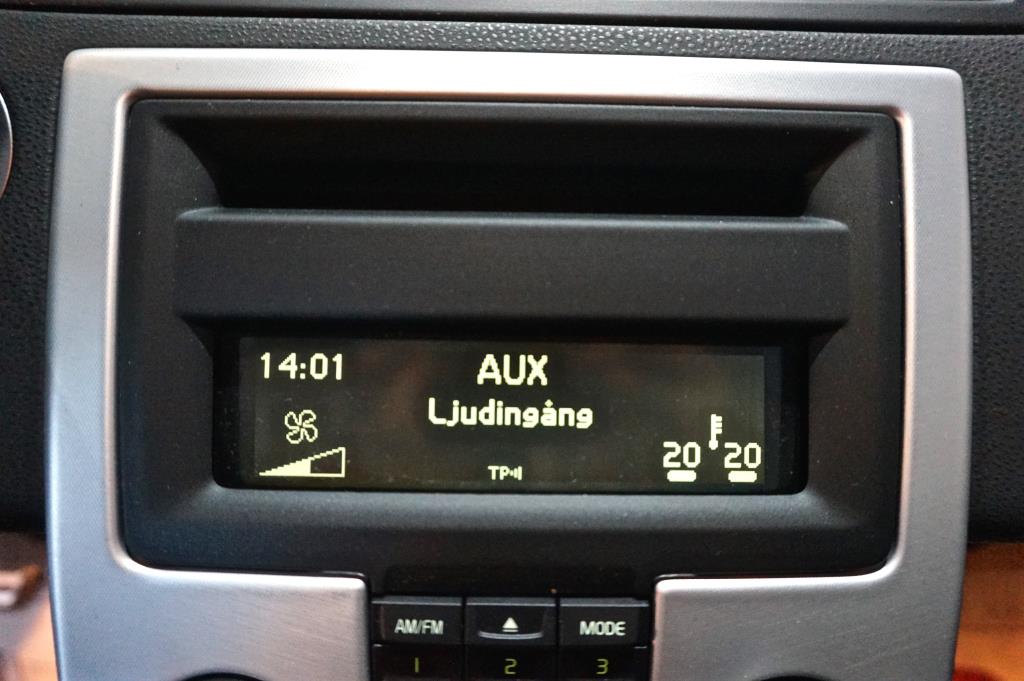 14:01
AUX
Ljudingång
20 20
TP
AM/FM MODE
1 2 3